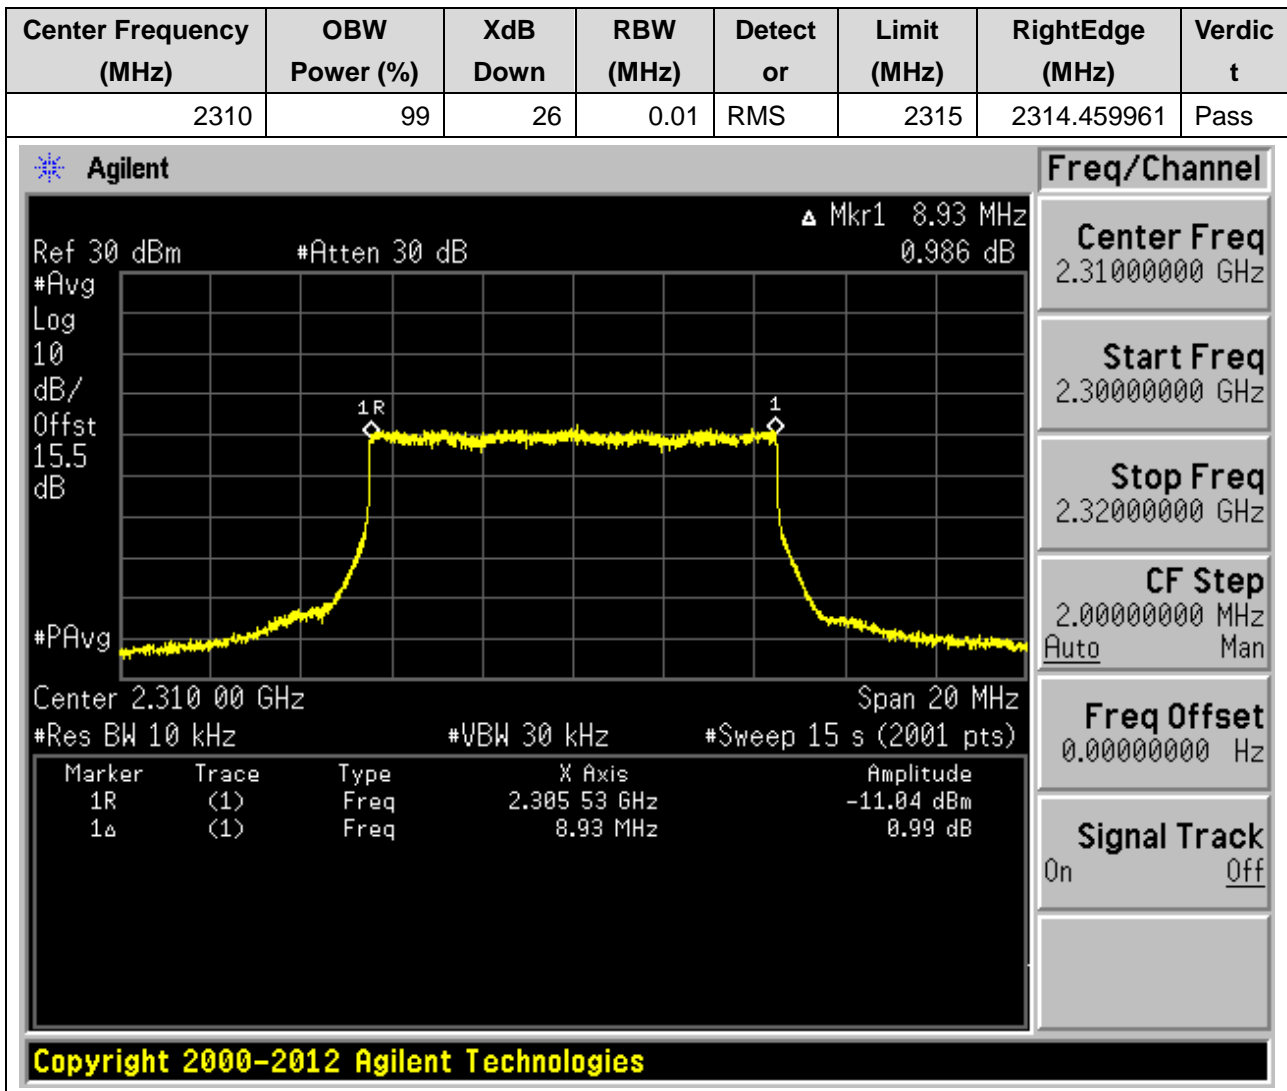 Center Frequency (MHz) OBW Power (%) XdB Down RBW (MHz) Detect or Limit (MHz) RightEdge (MHz) Verdic t
2310 99 26 0.01 RMS 2315 2314.459961 Pass
Agilent Freq/Channel
Δ Mkr1 8.93 MHz
Ref 30 dBm #Atten 30 dB 0.986 dB
#Avg
Log
10
dB/
Offst
15.5
dB
#PAvg
1R
1
Center 2.310 00 GHz Span 20 MHz
#Res BW 10 kHz #VBW 30 kHz #Sweep 15 s (2001 pts)
Marker Trace Type X Axis Amplitude
1R (1) Freq 2.305 53 GHz -11.04 dBm
1Δ (1) Freq 8.93 MHz 0.99 dB
Center Freq
2.31000000 GHz
Start Freq
2.30000000 GHz
Stop Freq
2.32000000 GHz
CF Step
2.00000000 MHz
Auto Man
Freq Offset
0.00000000 Hz
Signal Track
On Off
Copyright 2000-2012 Agilent Technologies